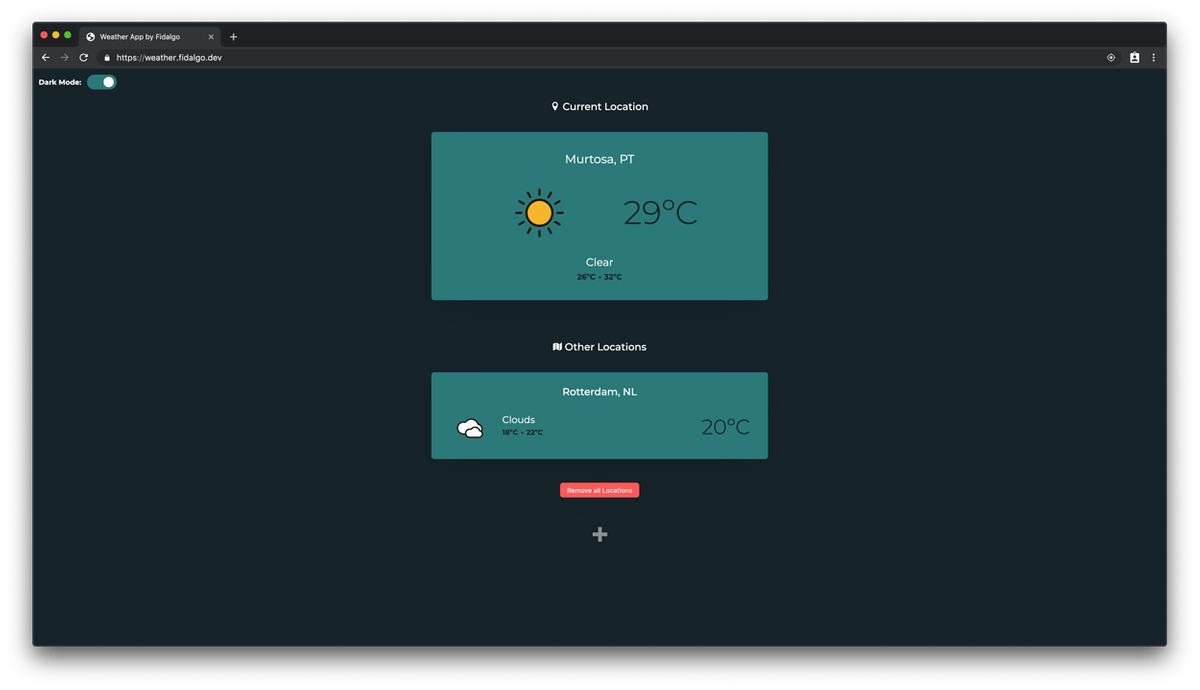 Weather App by Fidalgo
https://weather.fidalgo.dev
Dark Mode:
Current Location
Murtosa, PT
29°C
Clear
26°C • 32°C
Other Locations
Rotterdam, NL
Clouds
18°C • 22°C
20°C
Remove all Locations